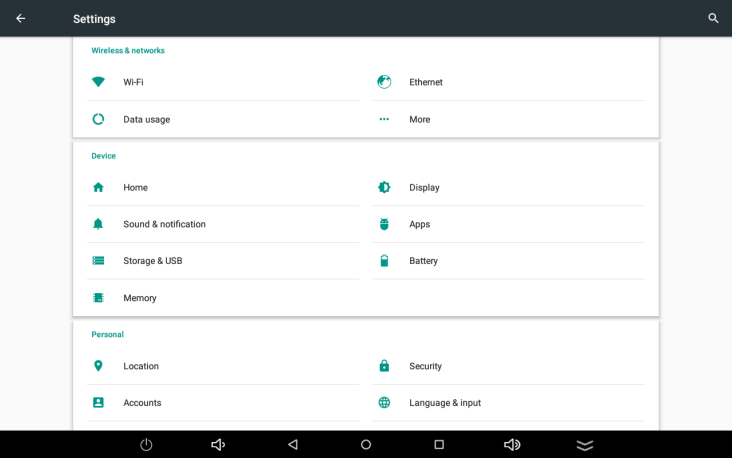 Settings
Wireless & networks
Wi-Fi
Ethernet
Data usage
More
Device
Home
Display
Sound & notification
Apps
Storage & USB
Battery
Memory
Personal
Location
Security
Accounts
Language & input